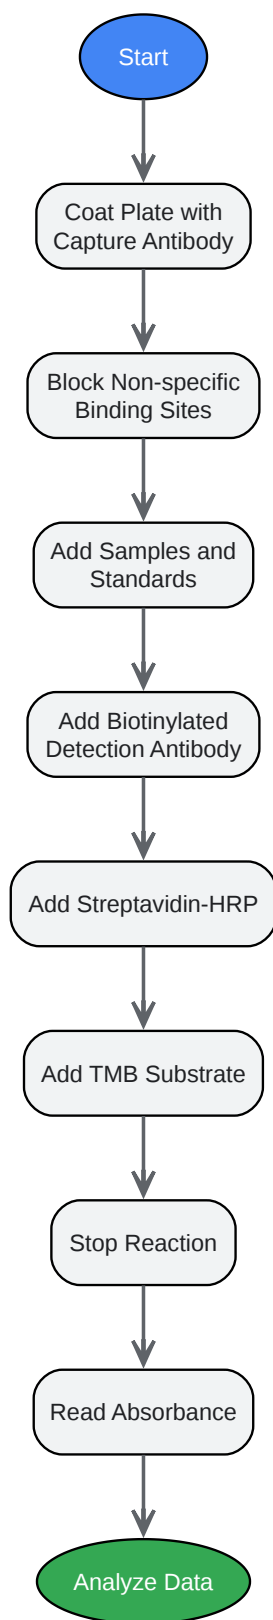 Start
Coat Plate with
Capture Antibody
Block Non-specific
Binding Sites
Add Samples and
Standards
Add Biotinylated
Detection Antibody
Add Streptavidin-HRP
Add TMB Substrate
Stop Reaction
Read Absorbance
Analyze Data